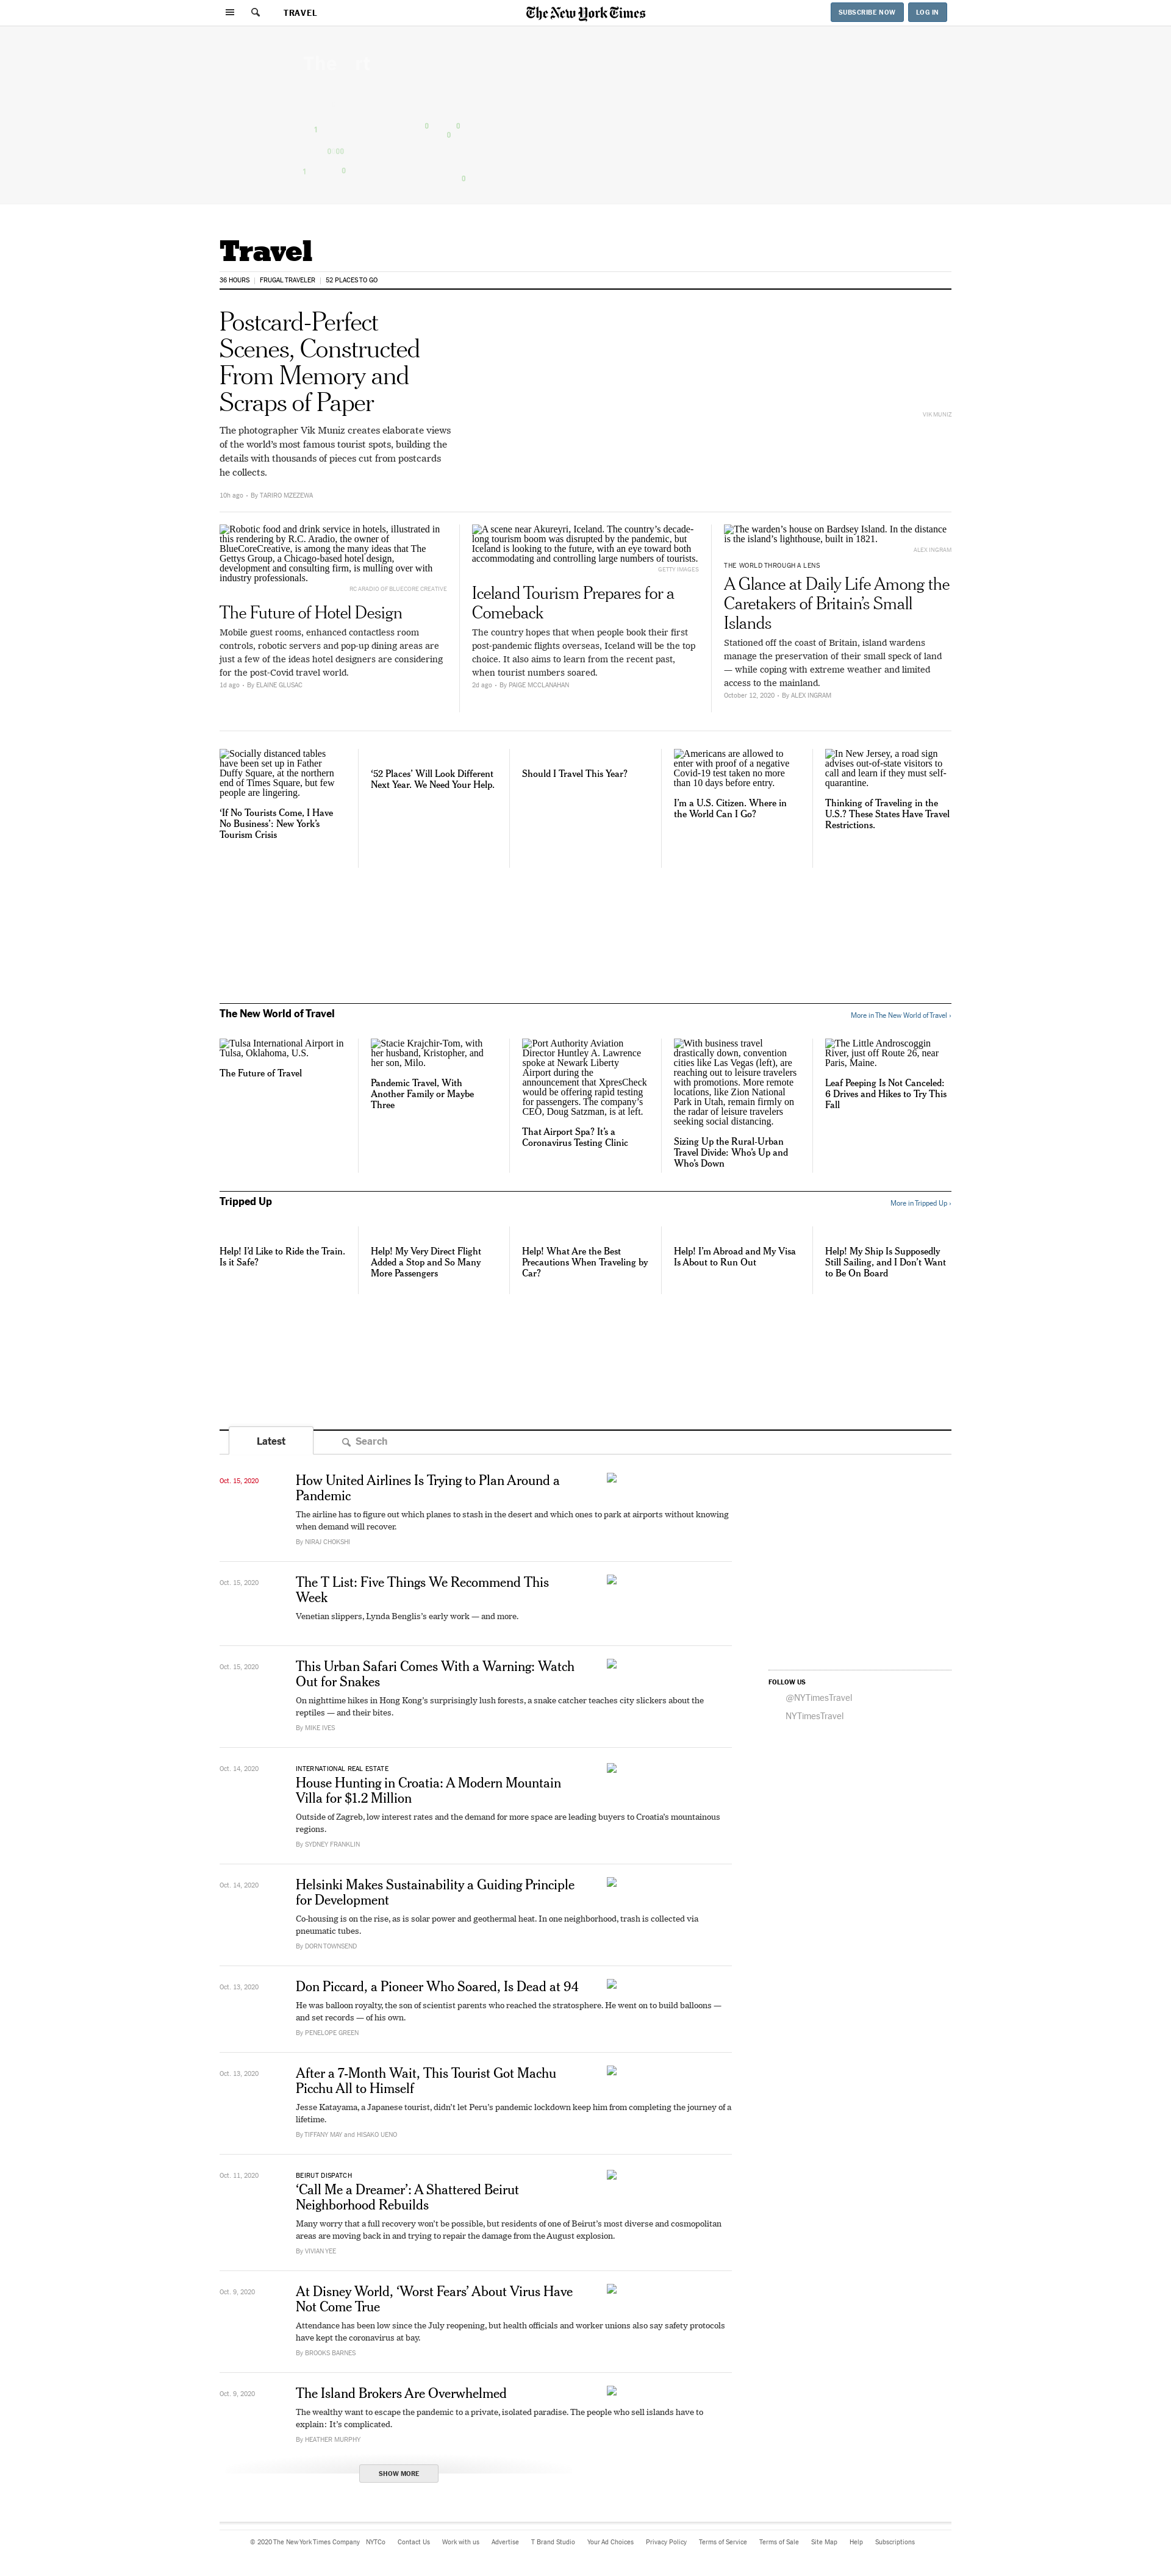 TRAVEL
The New York Times
SUBSCRIBE NOW
LOG IN
Travel
36 HOURS
FRUGAL TRAVELER
52 PLACES TO GO
Postcard-Perfect
Scenes, Constructed
From Memory and
Scraps of Paper
The photographer Vik Muniz creates elaborate views
of the world’s most famous tourist spots, building the
details with thousands of pieces cut from postcards
he collects.
10h ago • By TARIRO MZEZEWA
VIK MUNIZ
Robotic food and drink service in hotels, illustrated in
this rendering by R.C. Aradio, the owner of
BlueCoreCreative, is among the many ideas that The
Gettys Group, a Chicago-based hotel design,
development and consulting firm, is mulling over with
industry professionals.
RC ARADIO OF BLUECORE CREATIVE
The Future of Hotel Design
Mobile guest rooms, enhanced contactless room
controls, robotic servers and pop-up dining areas are
just a few of the ideas hotel designers are considering
for the post-Covid travel world.
1d ago • By ELAINE GLUSAC
A scene near Akureyri, Iceland. The country’s decade-
long tourism boom was disrupted by the pandemic, but
Iceland is looking to the future, with an eye toward both
accommodating and controlling large numbers of tourists.
GETTY IMAGES
Iceland Tourism Prepares for a
Comeback
The country hopes that when people book their first
post-pandemic flights overseas, Iceland will be the top
choice. It also aims to learn from the recent past,
when tourist numbers soared.
2d ago • By PAIGE MCCLANAHAN
The warden’s house on Bardsey Island. In the distance
is the island’s lighthouse, built in 1821.
ALEX INGRAM
THE WORLD THROUGH A LENS
A Glance at Daily Life Among the
Caretakers of Britain’s Small
Islands
Stationed off the coast of Britain, island wardens
manage the preservation of their small speck of land
— while coping with extreme weather and limited
access to the mainland.
October 12, 2020 • By ALEX INGRAM
Socially distanced tables
have been set up in Father
Duffy Square, at the northern
end of Times Square, but few
people are lingering.
‘If No Tourists Come, I Have
No Business’: New York’s
Tourism Crisis
‘52 Places’ Will Look Different
Next Year. We Need Your Help.
Should I Travel This Year?
Americans are allowed to
enter with proof of a negative
Covid-19 test taken no more
than 10 days before entry.
I’m a U.S. Citizen. Where in
the World Can I Go?
In New Jersey, a road sign
advises out-of-state visitors to
call and learn if they must self-
quarantine.
Thinking of Traveling in the
U.S.? These States Have Travel
Restrictions.
The New World of Travel
More in The New World of Travel ›
Tulsa International Airport in
Tulsa, Oklahoma, U.S.
The Future of Travel
Stacie Krajchir-Tom, with
her husband, Kristopher, and
her son, Milo.
Pandemic Travel, With
Another Family or Maybe
Three
Port Authority Aviation
Director Huntley A. Lawrence
spoke at Newark Liberty
Airport during the
announcement that XpresCheck
would be offering rapid testing
for passengers. The company’s
CEO, Doug Satzman, is at left.
That Airport Spa? It’s a
Coronavirus Testing Clinic
With business travel
drastically down, convention
cities like Las Vegas (left), are
reaching out to leisure travelers
with promotions. More remote
locations, like Zion National
Park in Utah, remain firmly on
the radar of leisure travelers
seeking social distancing.
Sizing Up the Rural-Urban
Travel Divide: Who’s Up and
Who’s Down
The Little Androscoggin
River, just off Route 26, near
Paris, Maine.
Leaf Peeping Is Not Canceled:
6 Drives and Hikes to Try This
Fall
Tripped Up
More in Tripped Up ›
Help! I’d Like to Ride the Train.
Is it Safe?
Help! My Very Direct Flight
Added a Stop and So Many
More Passengers
Help! What Are the Best
Precautions When Traveling by
Car?
Help! I’m Abroad and My Visa
Is About to Run Out
Help! My Ship Is Supposedly
Still Sailing, and I Don’t Want
to Be On Board
Latest
Search
Oct. 15, 2020
How United Airlines Is Trying to Plan Around a
Pandemic
The airline has to figure out which planes to stash in the desert and which ones to park at airports without knowing
when demand will recover.
By NIRAJ CHOKSHI
Oct. 15, 2020
The T List: Five Things We Recommend This
Week
Venetian slippers, Lynda Benglis’s early work — and more.
Oct. 15, 2020
This Urban Safari Comes With a Warning: Watch
Out for Snakes
On nighttime hikes in Hong Kong’s surprisingly lush forests, a snake catcher teaches city slickers about the
reptiles — and their bites.
By MIKE IVES
FOLLOW US
@NYTimesTravel
NYTimesTravel
Oct. 14, 2020
INTERNATIONAL REAL ESTATE
House Hunting in Croatia: A Modern Mountain
Villa for $1.2 Million
Outside of Zagreb, low interest rates and the demand for more space are leading buyers to Croatia’s mountainous
regions.
By SYDNEY FRANKLIN
Oct. 14, 2020
Helsinki Makes Sustainability a Guiding Principle
for Development
Co-housing is on the rise, as is solar power and geothermal heat. In one neighborhood, trash is collected via
pneumatic tubes.
By DORN TOWNSEND
Oct. 13, 2020
Don Piccard, a Pioneer Who Soared, Is Dead at 94
He was balloon royalty, the son of scientist parents who reached the stratosphere. He went on to build balloons —
and set records — of his own.
By PENELOPE GREEN
Oct. 13, 2020
After a 7-Month Wait, This Tourist Got Machu
Picchu All to Himself
Jesse Katayama, a Japanese tourist, didn’t let Peru’s pandemic lockdown keep him from completing the journey of a
lifetime.
By TIFFANY MAY and HISAKO UENO
Oct. 11, 2020
BEIRUT DISPATCH
‘Call Me a Dreamer’: A Shattered Beirut
Neighborhood Rebuilds
Many worry that a full recovery won’t be possible, but residents of one of Beirut’s most diverse and cosmopolitan
areas are moving back in and trying to repair the damage from the August explosion.
By VIVIAN YEE
Oct. 9, 2020
At Disney World, ‘Worst Fears’ About Virus Have
Not Come True
Attendance has been low since the July reopening, but health officials and worker unions also say safety protocols
have kept the coronavirus at bay.
By BROOKS BARNES
Oct. 9, 2020
The Island Brokers Are Overwhelmed
The wealthy want to escape the pandemic to a private, isolated paradise. The people who sell islands have to
explain: It’s complicated.
By HEATHER MURPHY
SHOW MORE
© 2020 The New York Times Company NYTCo Contact Us Work with us Advertise T Brand Studio Your Ad Choices Privacy Policy Terms of Service Terms of Sale Site Map Help Subscriptions